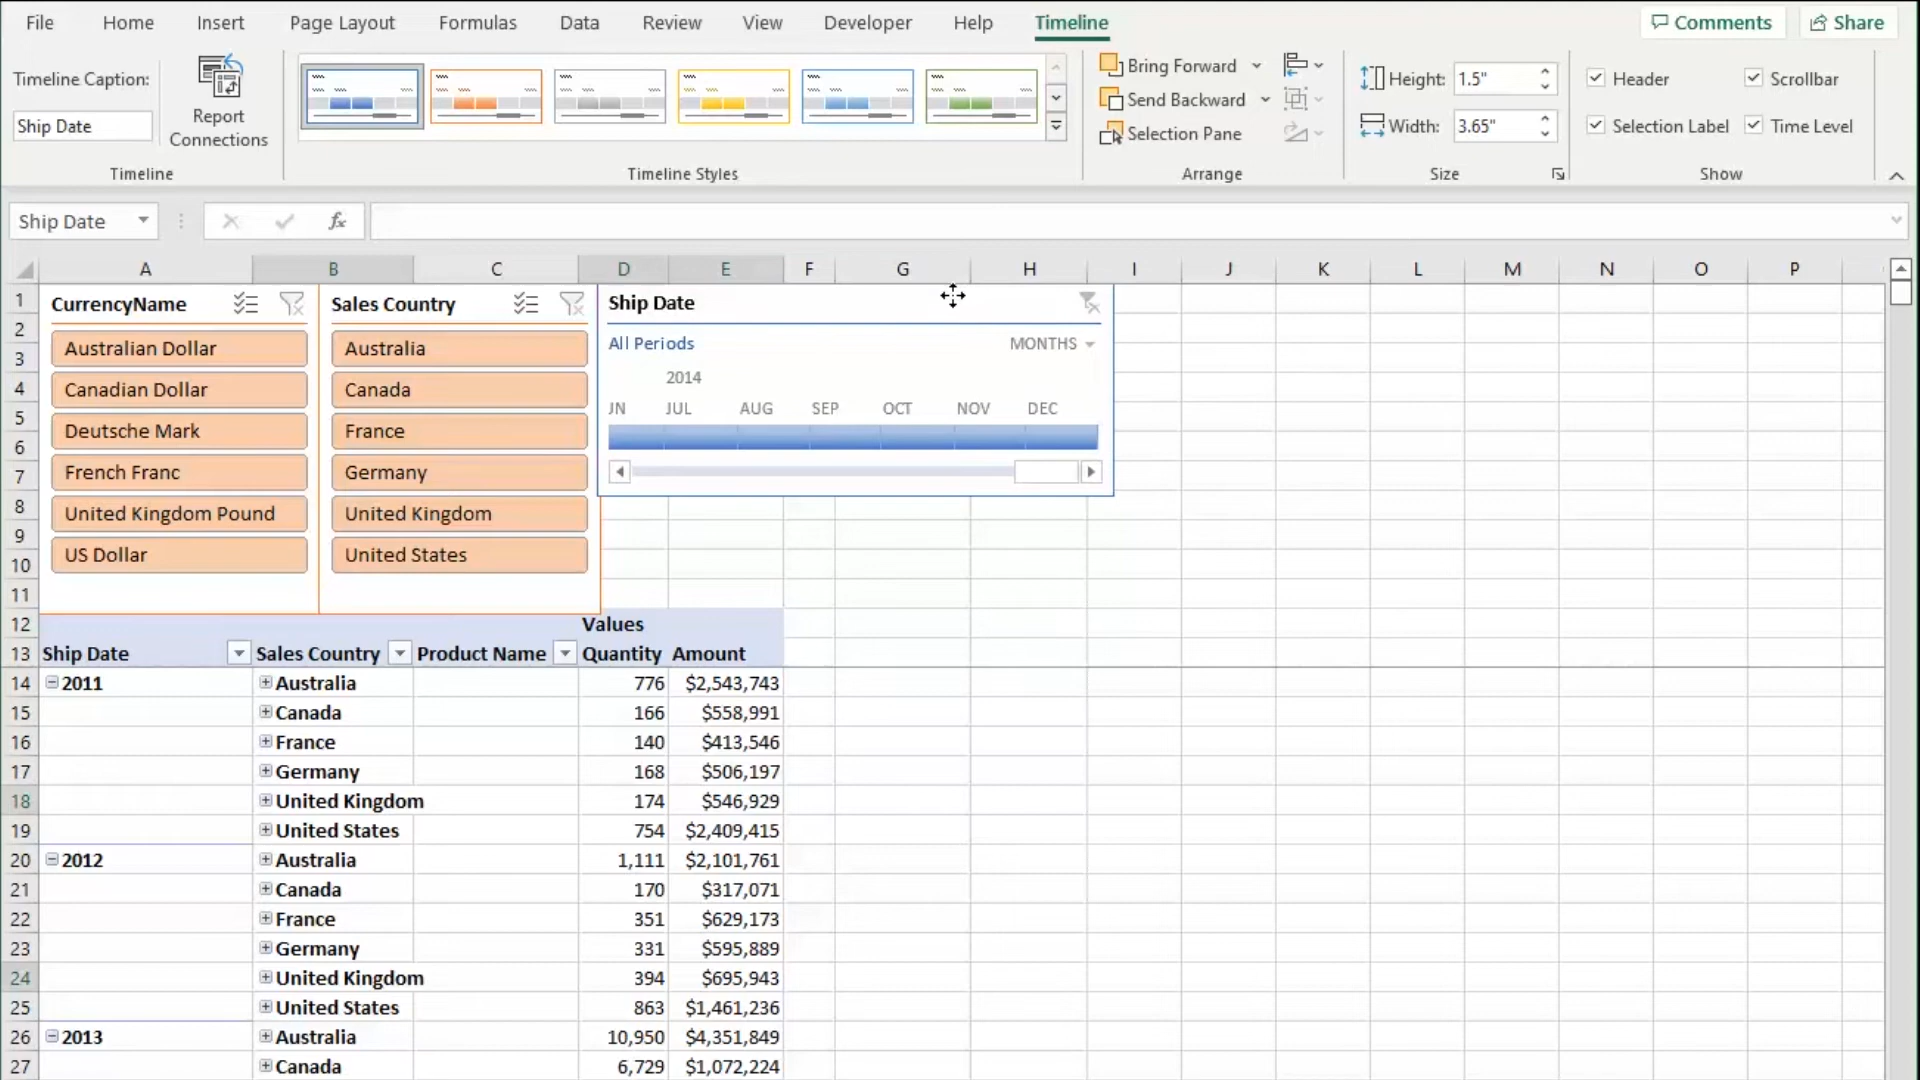 File Home Insert Page Layout Formulas Data Review View Developer Help Timeline Comments Share
Timeline Caption:
Ship Date
Report
Connections
Bring Forward
Send Backward
Selection Pane
Height: 1.5"
Width: 3.65"
Header Scrollbar
Selection Label Time Level
Timeline Timeline Styles Arrange Size Show
Ship Date fx
A B C D E F G H I J K L M N O P
1 CurrencyName Sales Country Ship Date
2
3 Australian Dollar Australia All Periods MONTHS
2014
4 Canadian Dollar Canada
5 JN JUL AUG SEP OCT NOV DEC
6 Deutsche Mark France
7 French Franc Germany
8 United Kingdom Pound United Kingdom
9
10 US Dollar United States
11
12 Values
13 Ship Date Sales Country Product Name Quantity Amount
14 2011 Australia 776 $2,543,743
15 Canada 166 $558,991
16 France 140 $413,546
17 Germany 168 $506,197
18 United Kingdom 174 $546,929
19 United States 754 $2,409,415
20 2012 Australia 1,111 $2,101,761
21 Canada 170 $317,071
22 France 351 $629,173
23 Germany 331 $595,889
24 United Kingdom 394 $695,943
25 United States 863 $1,461,236
26 2013 Australia 10,950 $4,351,849
27 Canada 6,729 $1,072,224